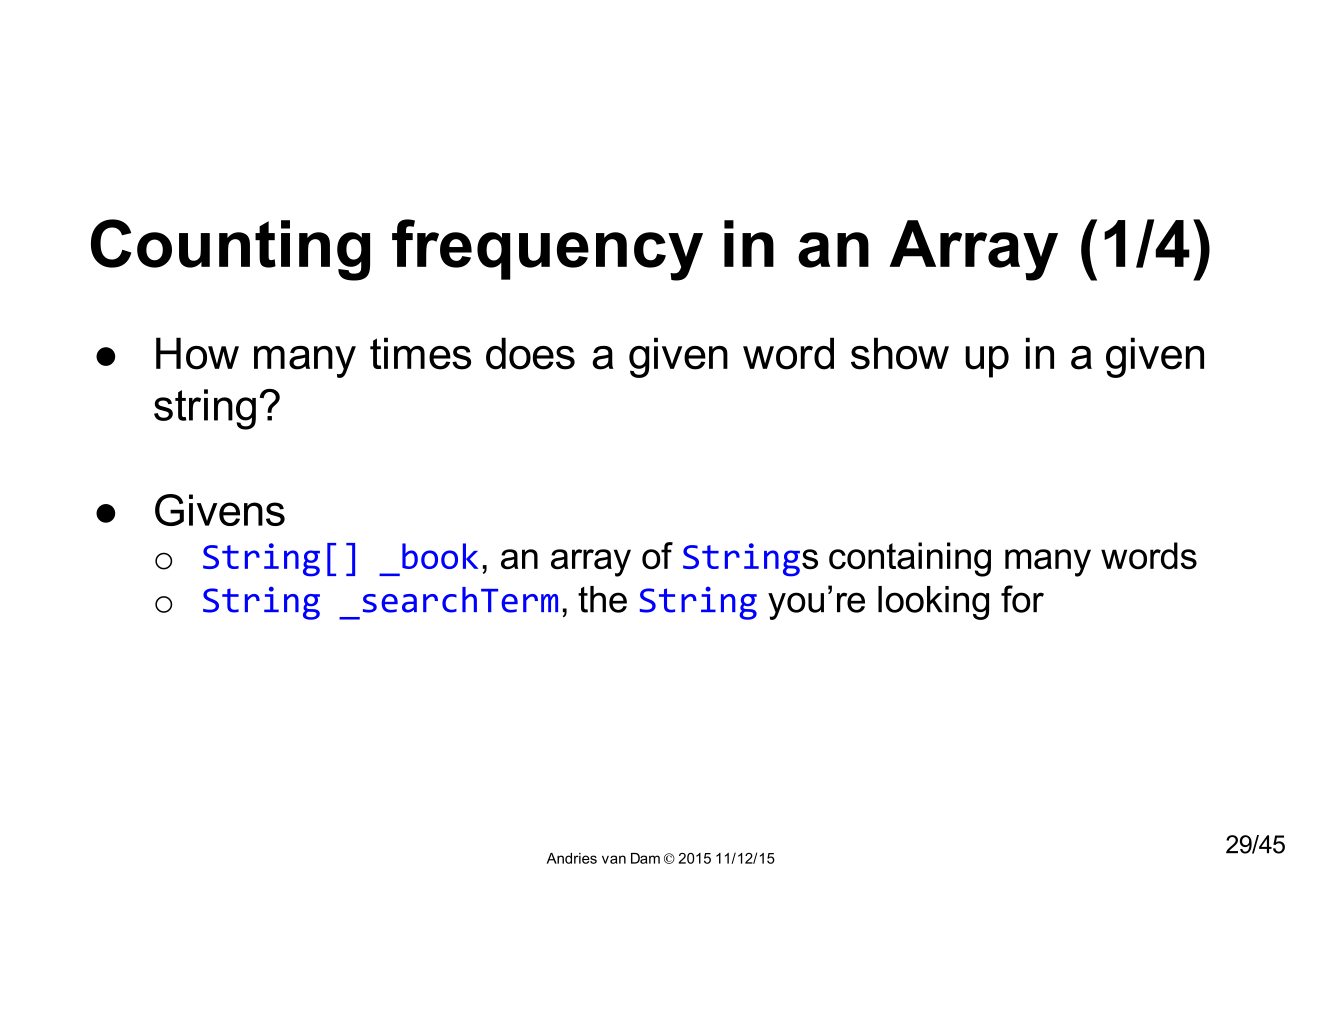 Counting frequency in an Array (1/4)
● How many times does a given word show up in a given
string?
● Givens
○ String[] _book, an array of Strings containing many words
○ String _searchTerm, the String you’re looking for
Andries van Dam © 2015 11/12/15
29/45